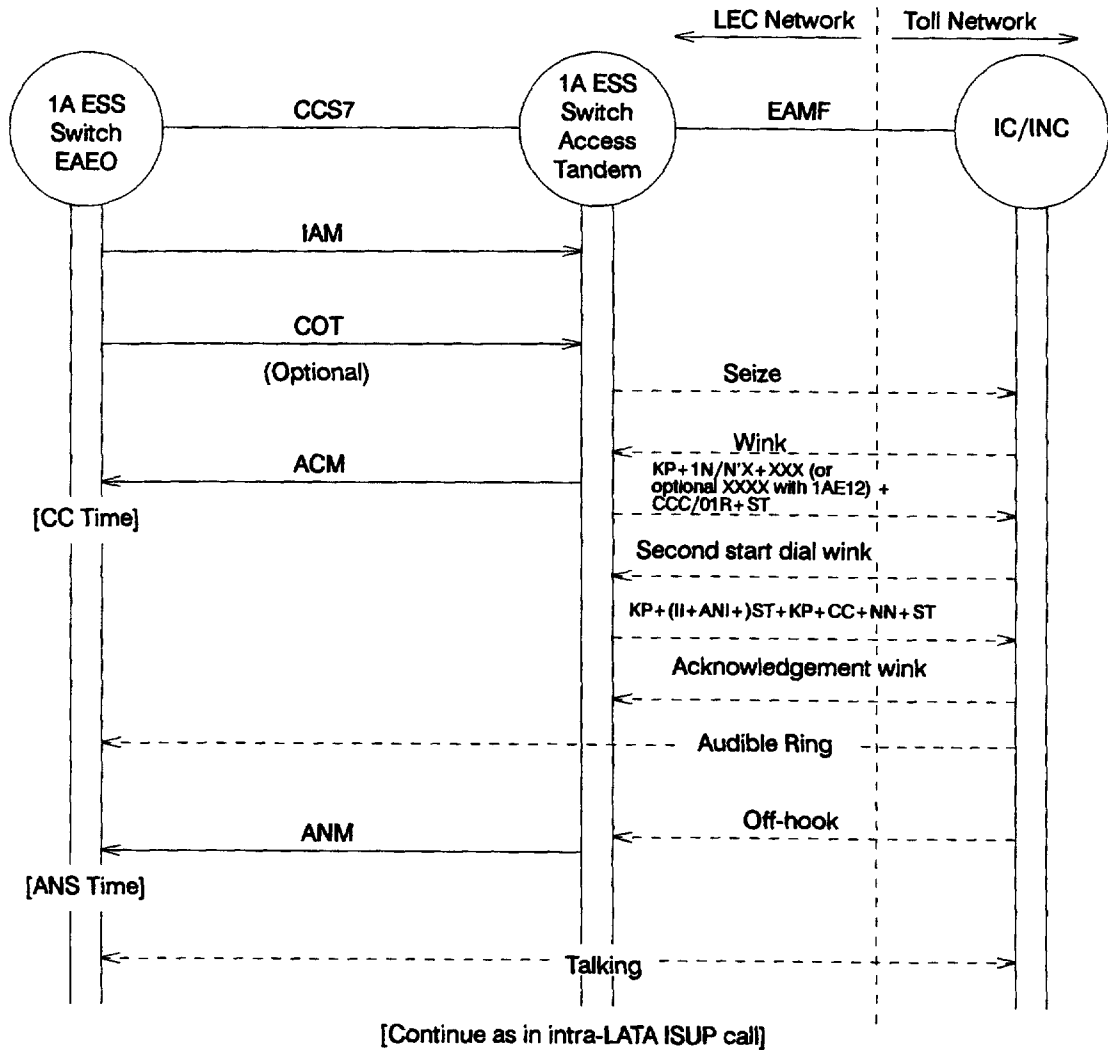 LEC Network
Toll Network
1A ESS
Switch
EAEO
CCS7
1A ESS
Switch
Access
Tandem
EAMF
IC/INC
IAM
COT
(Optional)
Seize
Wink
ACM
KP+1N/N'X+XXX (or
optional XXXX with 1AE12) +
CCC/01R+ST
[CC Time]
Second start dial wink
KP+(II+ANI+)ST+KP+CC+NN+ST
Acknowledgement wink
Audible Ring
Off-hook
ANM
[ANS Time]
Talking
[Continue as in intra-LATA ISUP call]